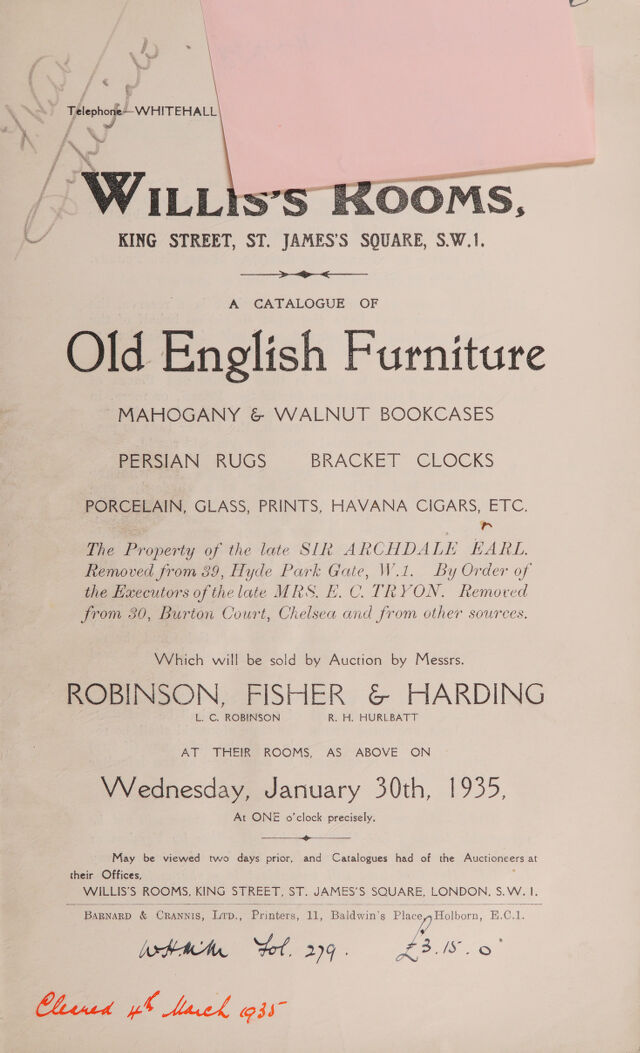 F. Webb
Duplicate
Telephone—WHITEHALL
WILLIS'S ROOMS,
KING STREET, ST. JAMES'S SQUARE, S.W.1.
A CATALOGUE OF
Old English Furniture
MAHOGANY & WALNUT BOOKCASES
PERSIAN RUGS BRACKET CLOCKS
PORCELAIN, GLASS, PRINTS, HAVANA CIGARS, ETC.
The Property of the late SIR ARCHDALE EARL.
Removed from 39, Hyde Park Gate, W.1. By Order of
the Executors of the late MRS. E. C. TRYON. Removed
from 30, Burton Court, Chelsea and from other sources.
Which will be sold by Auction by Messrs.
ROBINSON, FISHER & HARDING
L. C. ROBINSON R. H. HURLBATT
AT THEIR ROOMS, AS ABOVE ON
Wednesday, January 30th, 1935,
At ONE o'clock precisely.
May be viewed two days prior, and Catalogues had of the Auctioneers at
their Offices,
WILLIS'S ROOMS, KING STREET, ST. JAMES'S SQUARE, LONDON, S.W.1.
BARNARD & CRANNIS, LTD., Printers, 11, Baldwin's Place, Holborn, E.C.1.
Fol. 279. £3.15.0
Cleared 4th March 1935